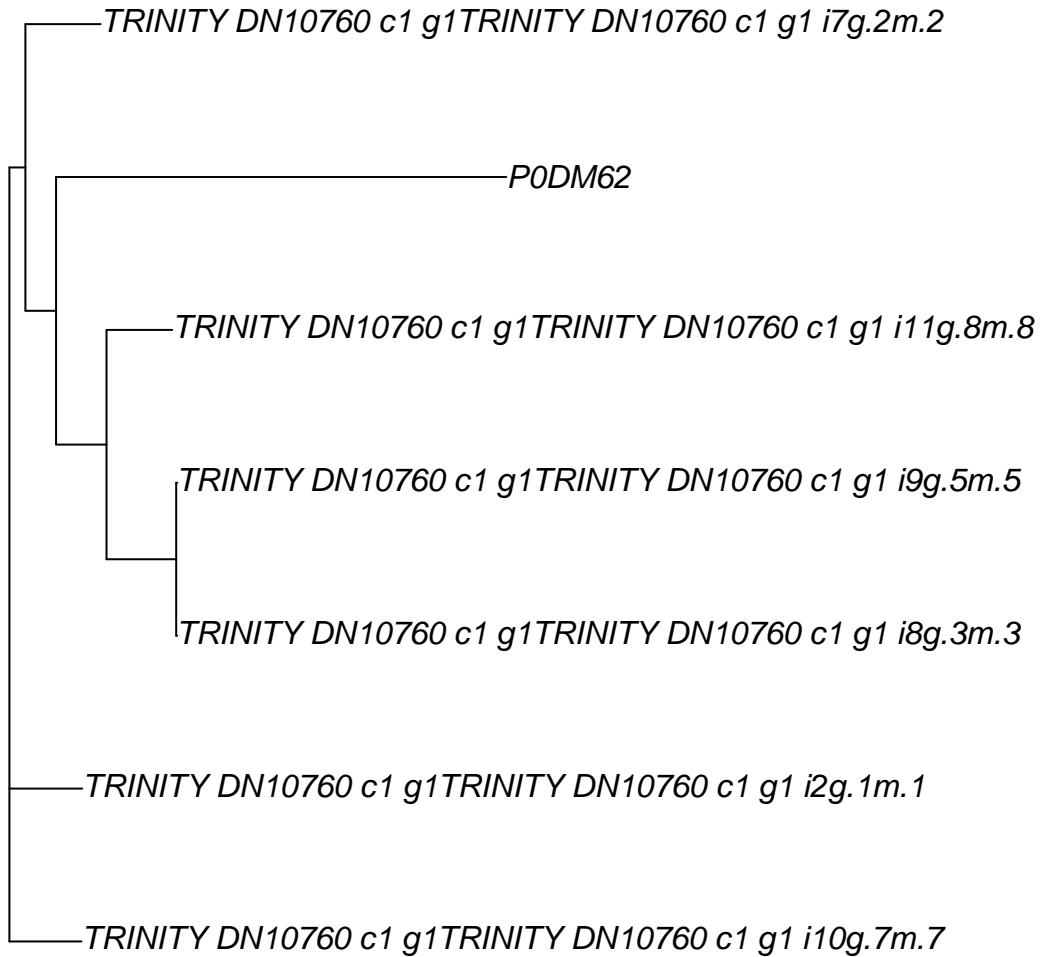 TRINITY DN10760 c1 g1TRINITY DN10760 c1 g1 i7g.2m.2
P0DM62
TRINITY DN10760 c1 g1TRINITY DN10760 c1 g1 i11g.8m.8
TRINITY DN10760 c1 g1TRINITY DN10760 c1 g1 i9g.5m.5
TRINITY DN10760 c1 g1TRINITY DN10760 c1 g1 i8g.3m.3
TRINITY DN10760 c1 g1TRINITY DN10760 c1 g1 i2g.1m.1
TRINITY DN10760 c1 g1TRINITY DN10760 c1 g1 i10g.7m.7